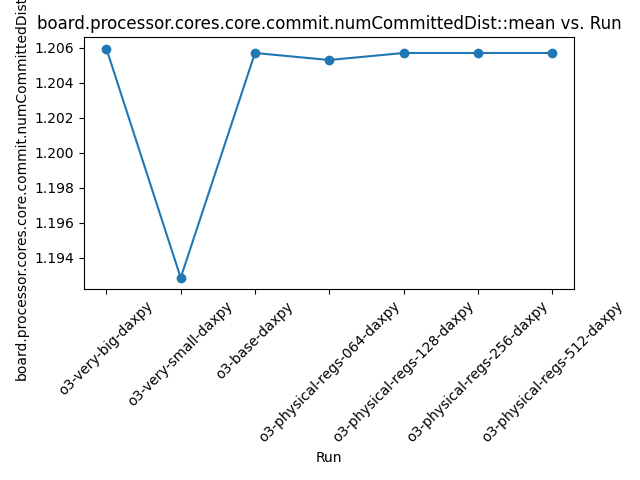 board.processor.cores.core.commit.numCommittedDist::mean vs. Run
board.processor.cores.core.commit.numCommittedDist
1.206
1.204
1.202
1.200
1.198
1.196
1.194
o3-very-big-daxpy
o3-very-small-daxpy
o3-base-daxpy
o3-physical-regs-064-daxpy
o3-physical-regs-128-daxpy
o3-physical-regs-256-daxpy
o3-physical-regs-512-daxpy
Run